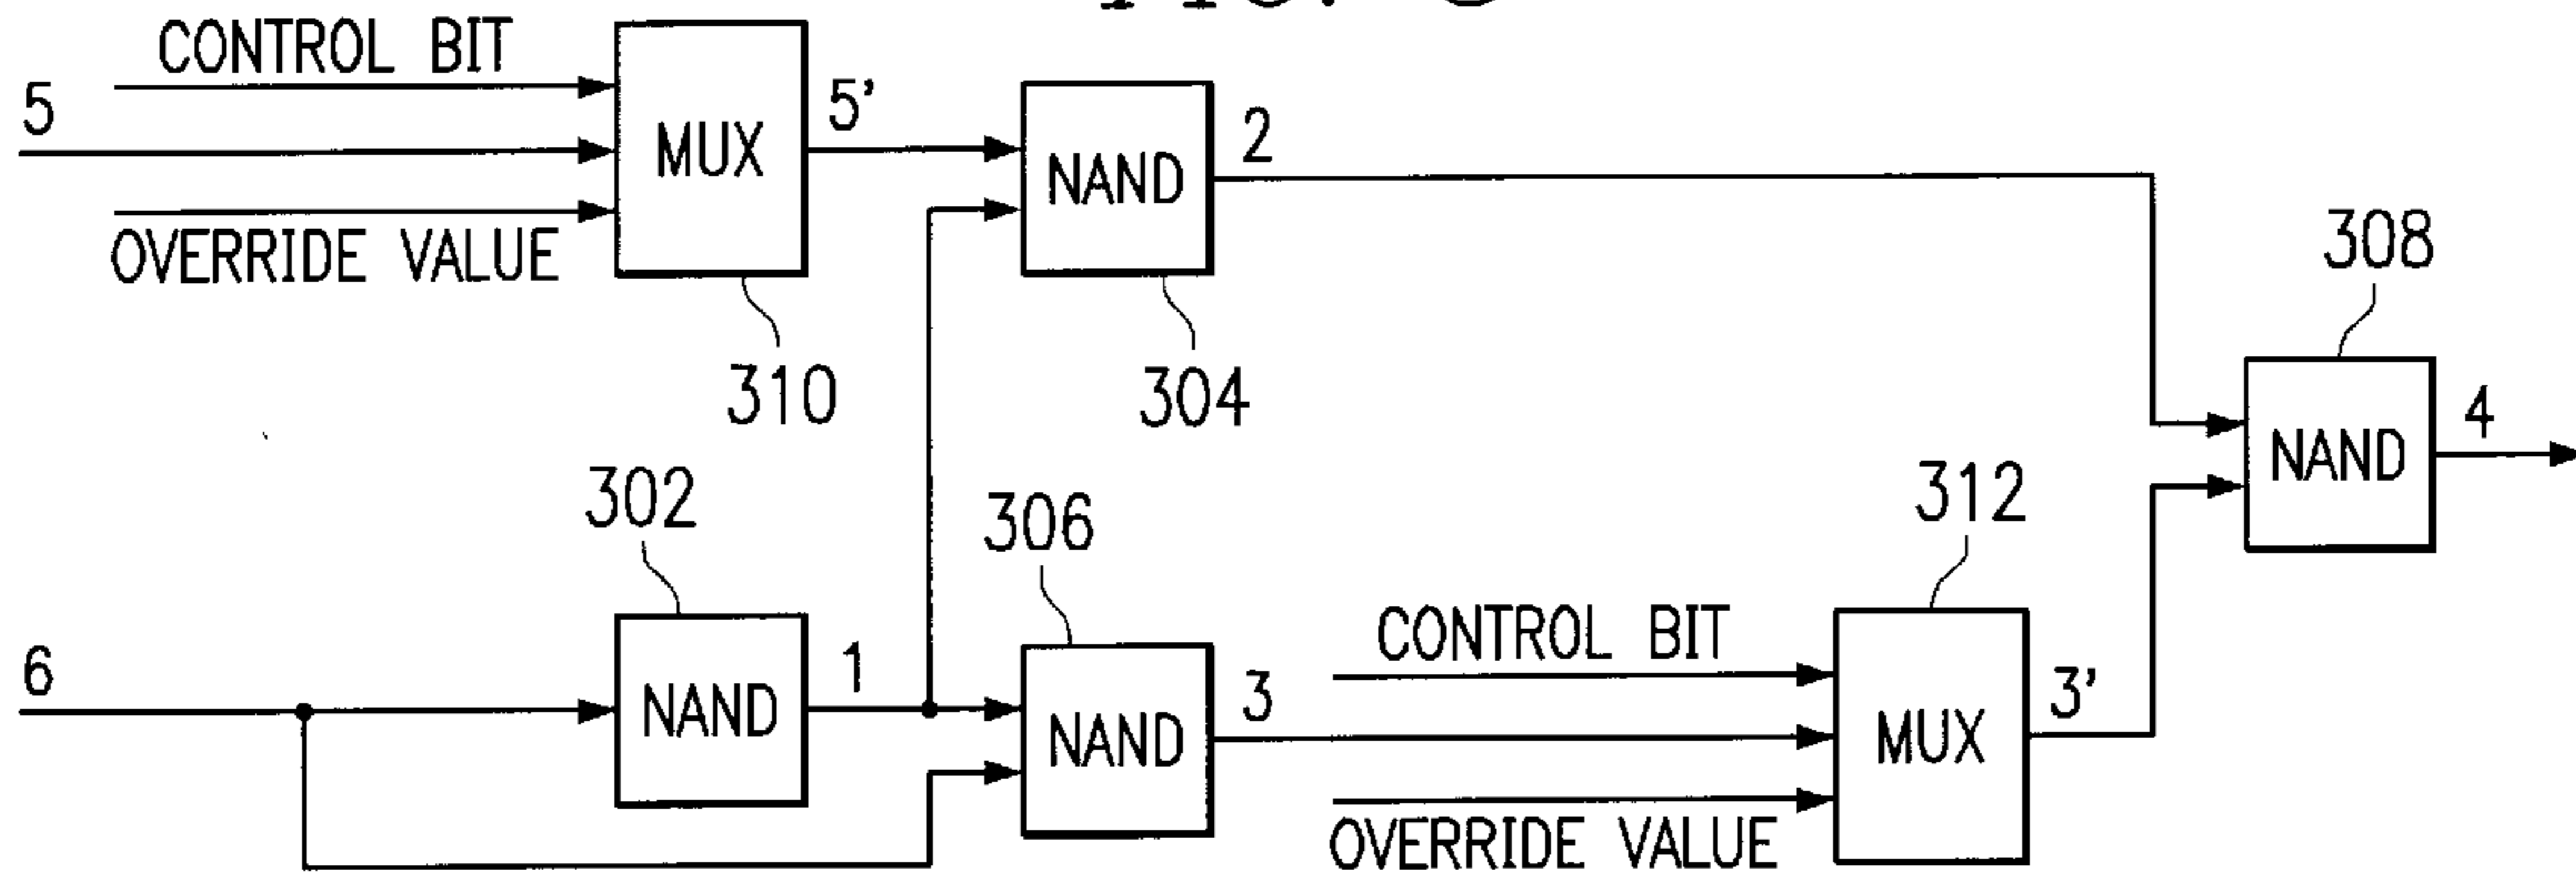 CONTROL BIT
5
MUX
5'
OVERRIDE VALUE
310
NAND
2
304
308
NAND
4
302
306
312
6
NAND
1
NAND
3
CONTROL BIT
MUX
3'
OVERRIDE VALUE